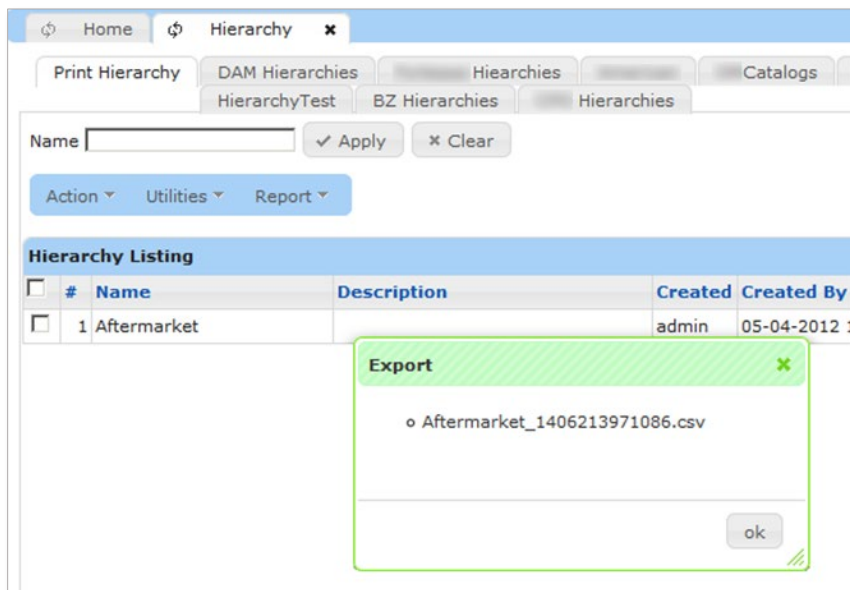 Home Hierarchy
Print Hierarchy DAM Hierarchies Hiearchies Catalogs
HierarchyTest BZ Hierarchies Hierarchies
Name Apply Clear
Action Utilities Report
Hierarchy Listing
# Name Description Created Created By
1 Aftermarket admin 05-04-2012 1
Export
Aftermarket_1406213971086.csv
ok